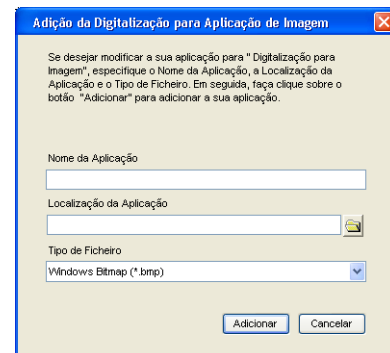 Adição da Digitalização para Aplicação de Imagem
Se desejar modificar a sua aplicação para " Digitalização para
Imagem", especifique o Nome da Aplicação, a Localização da
Aplicação e o Tipo de Ficheiro. Em seguida, faça clique sobre o
botão "Adicionar" para adicionar a sua aplicação.
Nome da Aplicação
Localização da Aplicação
Tipo de Ficheiro
Windows Bitmap (*.bmp)
Adicionar Cancelar